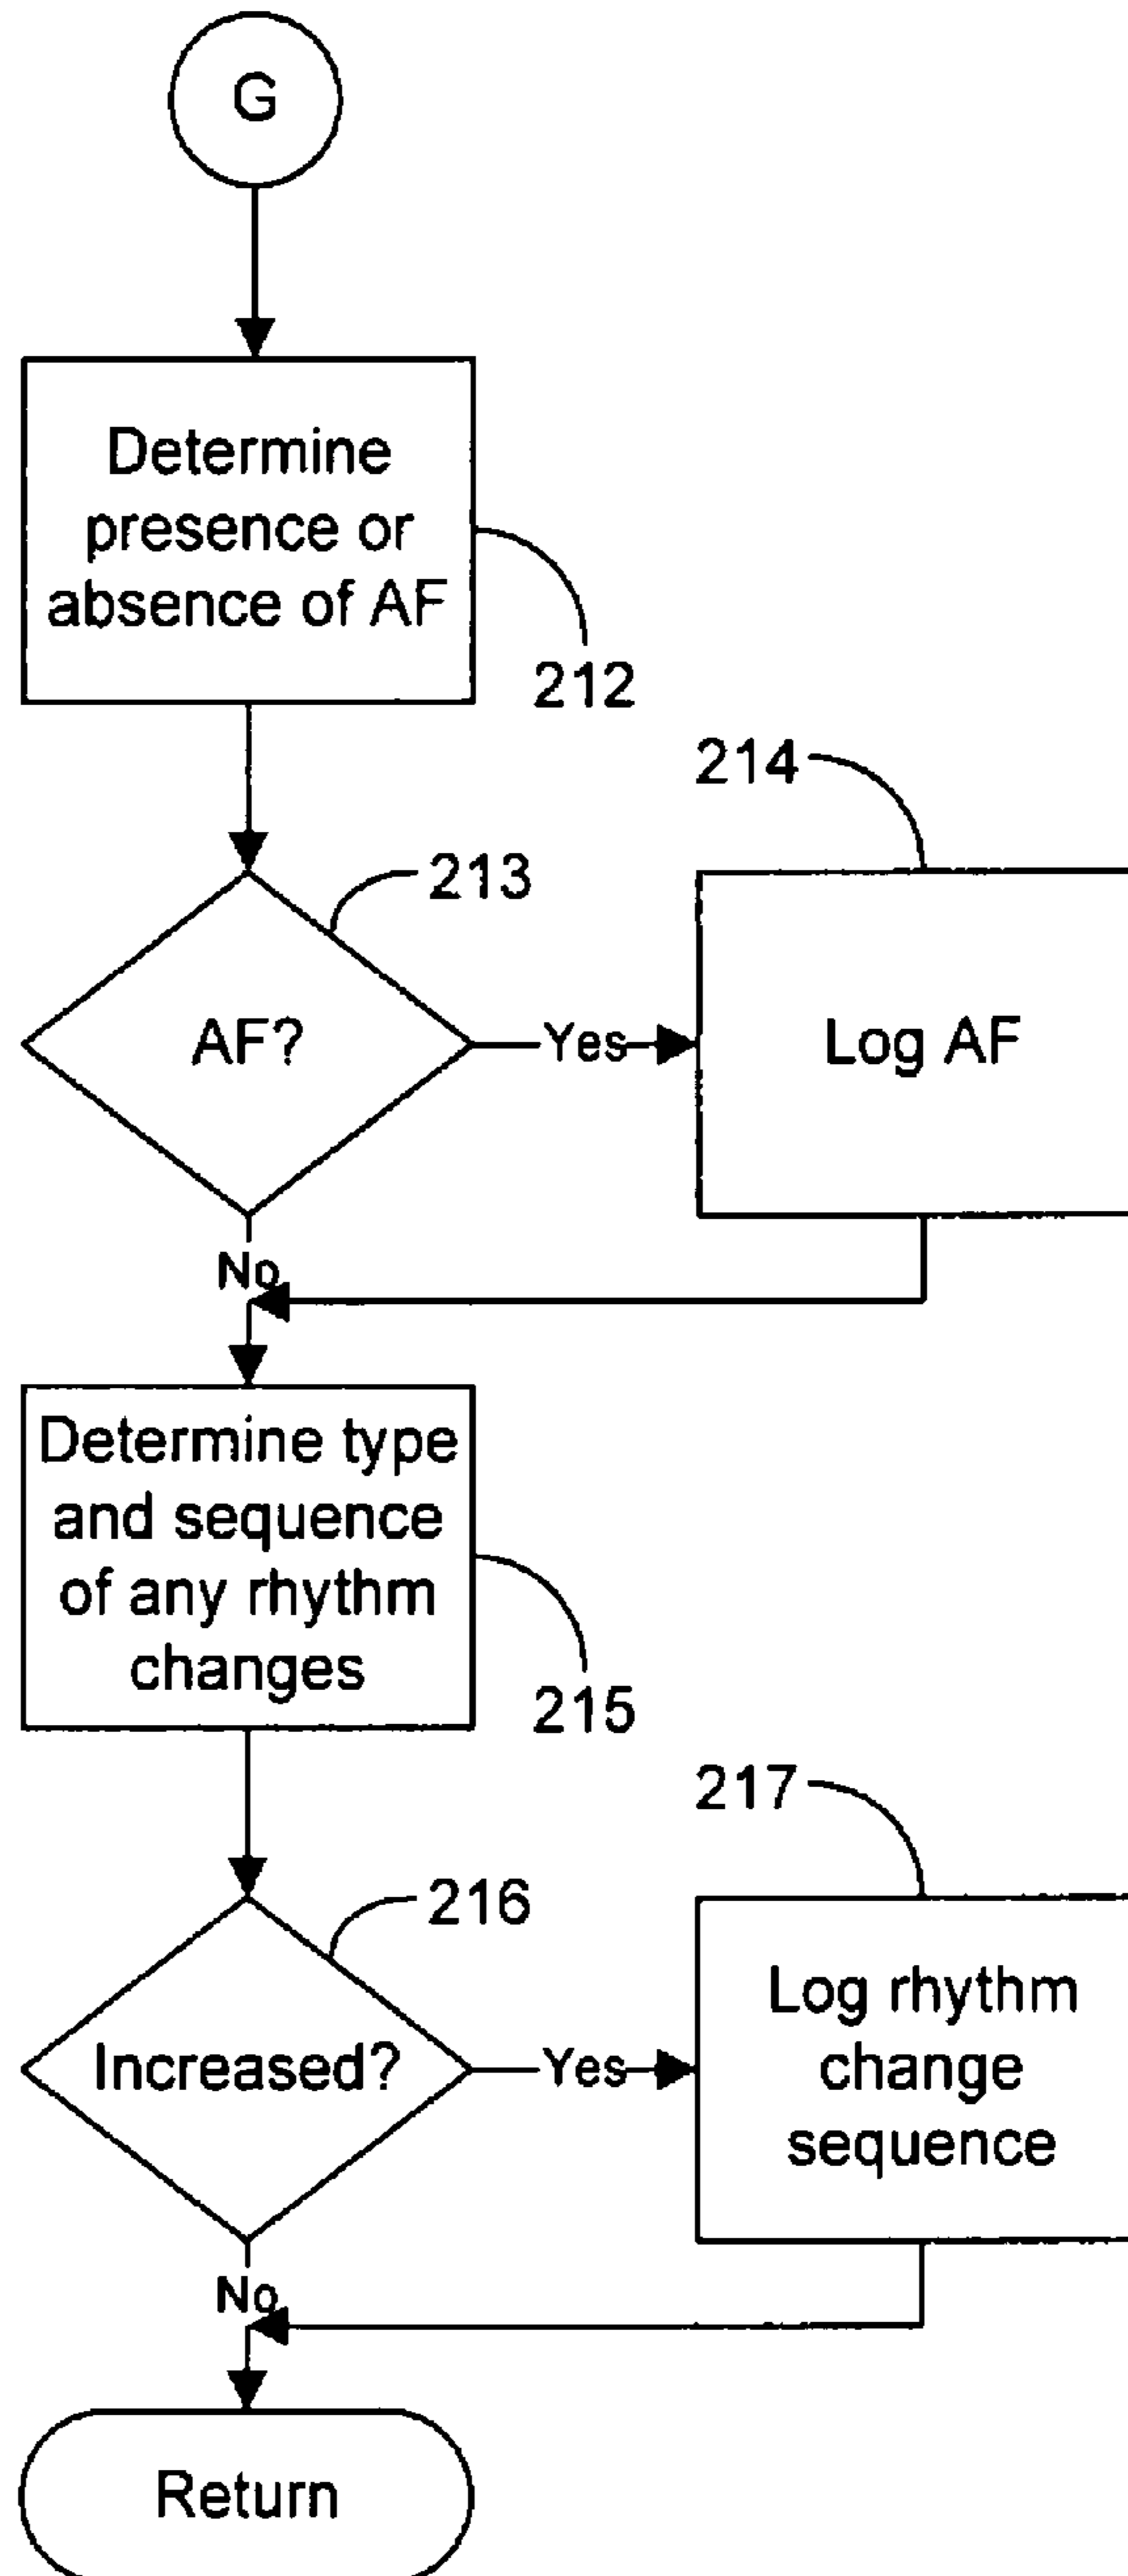 G
Determine
presence or
absence of AF
212
214
213
AF?
Yes
Log AF
No
Determine type
and sequence
of any rhythm
changes
215
217
216
Increased?
Yes
Log rhythm
change
sequence
No
Return